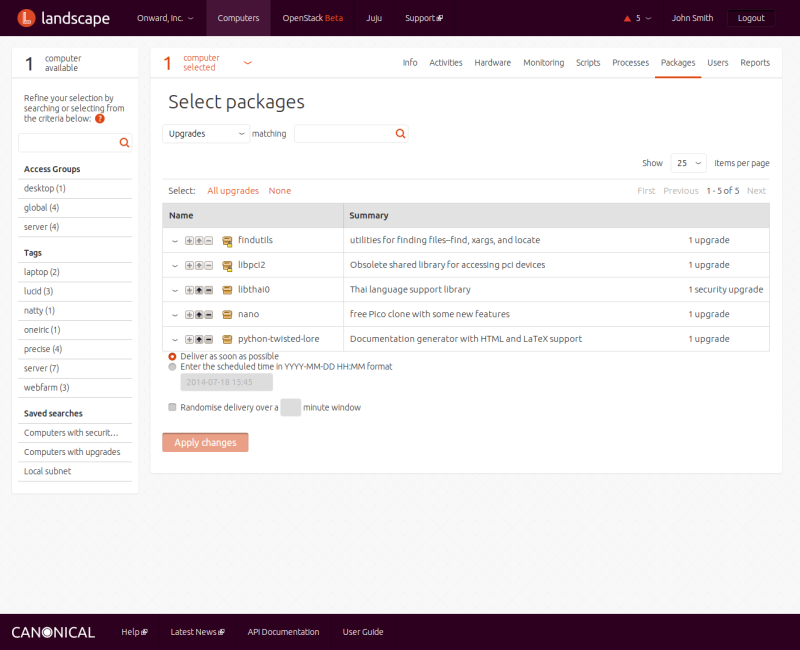 landscape
Onward, Inc.
Computers
OpenStack Beta
Juju
Support
5
John Smith
Logout
1 computer available
Refine your selection by
searching or selecting from
the criteria below: ?
Access Groups
desktop (1)
global (4)
server (4)
Tags
laptop (2)
lucid (3)
natty (1)
oneiric (1)
precise (4)
server (7)
webfarm (3)
Saved searches
Computers with securit...
Computers with upgrades
Local subnet
1 computer selected
Info Activities Hardware Monitoring Scripts Processes Packages Users Reports
Select packages
Upgrades matching
Show 25 items per page
Select: All upgrades None
First Previous 1 - 5 of 5 Next
Name Summary
findutils utilities for finding files--find, xargs, and locate 1 upgrade
libpci2 Obsolete shared library for accessing pci devices 1 upgrade
libthai0 Thai language support library 1 security upgrade
nano free Pico clone with some new features 1 upgrade
python-twisted-lore Documentation generator with HTML and LaTeX support 1 upgrade
Deliver as soon as possible
Enter the scheduled time in YYYY-MM-DD HH:MM format
2014-07-18 15:45
Randomise delivery over a minute window
Apply changes
CANONICAL
Help
Latest News
API Documentation
User Guide